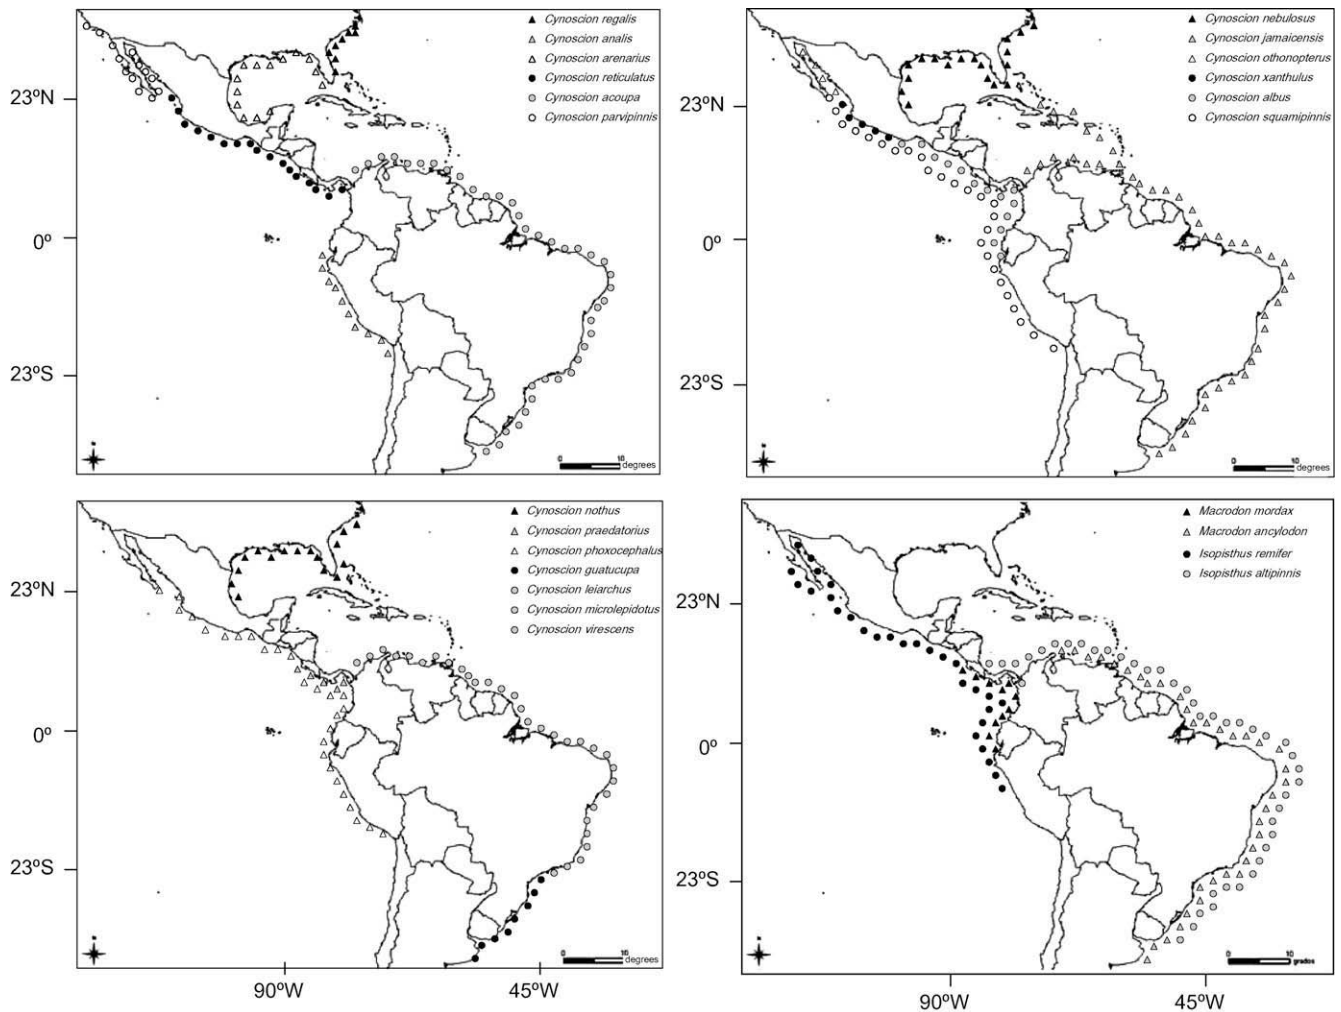 Cynoscion regalis
Cynoscion analis
Cynoscion arenarius
Cynoscion reticulatus
Cynoscion acoupa
Cynoscion parvipinnis
23ºN
0º
23ºS
N
0 10
degrees
Cynoscion nebulosus
Cynoscion jamaicensis
Cynoscion othonopterus
Cynoscion xanthulus
Cynoscion albus
Cynoscion squamipinnis
23ºN
0º
23ºS
0 10
degrees
Cynoscion nothus
Cynoscion praedatorius
Cynoscion phoxocephalus
Cynoscion guatucupa
Cynoscion leiarchus
Cynoscion microlepidotus
Cynoscion virescens
23ºN
0º
23ºS
0 10
degrees
90ºW 45ºW
Macrodon mordax
Macrodon ancylodon
Isopisthus remifer
Isopisthus altipinnis
23ºN
0º
23ºS
0 10
grados
90ºW 45ºW